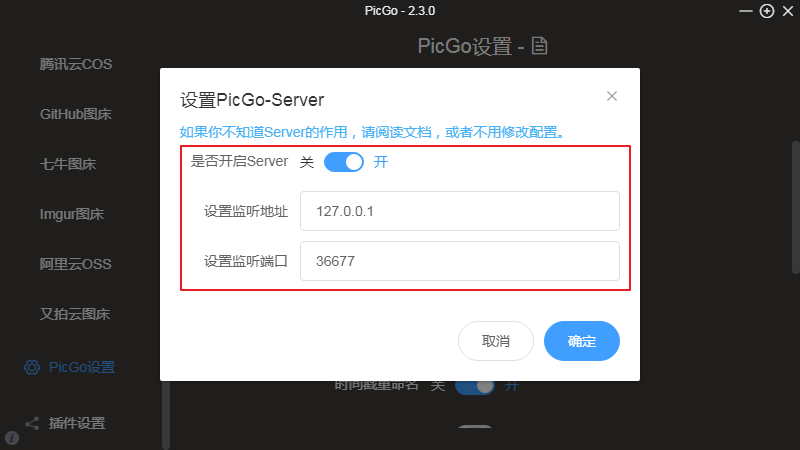 PicGo - 2.3.0
PicGo设置 -
腾讯云COS
GitHub图床
七牛图床
Imgur图床
阿里云OSS
又拍云图床
PicGo设置
插件设置
设置PicGo-Server
如果你不知道Server的作用，请阅读文档，或者不用修改配置。
是否开启Server 关 开
设置监听地址 127.0.0.1
设置监听端口 36677
取消 确定
时间戳重命名 关 开